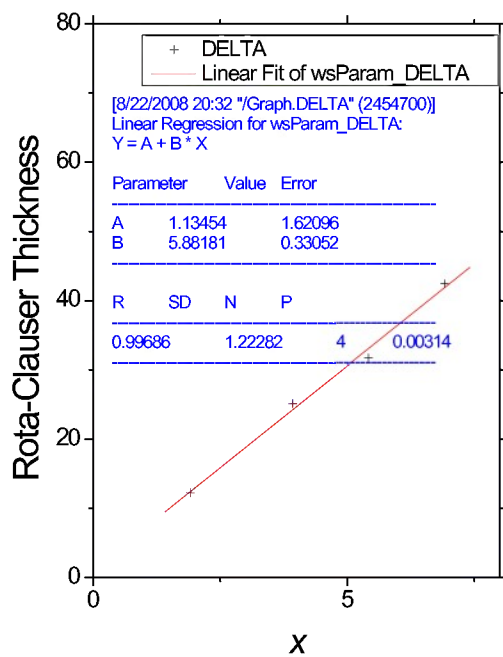 80
60
40
20
0
0
5
Rota-Clauser Thickness
x
DELTA
Linear Fit of wsParam_DELTA
[8/22/2008 20:32 "/Graph.DELTA" (2454700)]
Linear Regression for wsParam_DELTA:
Y = A + B * X
Parameter Value Error
A 1.13454 1.62096
B 5.88181 0.33052
R SD N P
0.99686 1.22282 4 0.00314